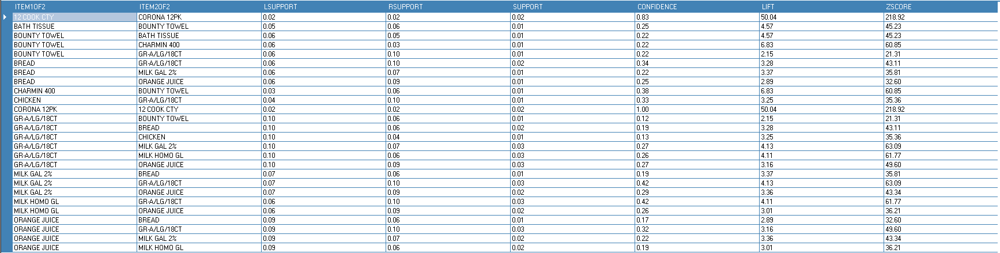 ITEM1OF2 ITEM2OF2 LSUPPORT RSUPPORT SUPPORT CONFIDENCE LIFT ZSCORE
12 COOK CTY CORONA 12PK 0.02 0.02 0.02 0.83 50.04 218.92
BATH TISSUE BOUNTY TOWEL 0.05 0.06 0.01 0.25 4.57 45.23
BOUNTY TOWEL BATH TISSUE 0.06 0.05 0.01 0.22 4.57 45.23
BOUNTY TOWEL CHARMIN 400 0.06 0.03 0.01 0.22 6.83 60.85
BOUNTY TOWEL GR-A/LG/18CT 0.06 0.10 0.01 0.22 2.15 21.31
BREAD GR-A/LG/18CT 0.06 0.10 0.02 0.34 3.28 43.11
BREAD MILK GAL 2% 0.06 0.07 0.01 0.22 3.37 35.81
BREAD ORANGE JUICE 0.06 0.09 0.01 0.25 2.89 32.60
CHARMIN 400 BOUNTY TOWEL 0.03 0.06 0.01 0.38 6.83 60.85
CHICKEN GR-A/LG/18CT 0.04 0.10 0.01 0.33 3.25 35.36
CORONA 12PK 12 COOK CTY 0.02 0.02 0.02 1.00 50.04 218.92
GR-A/LG/18CT BOUNTY TOWEL 0.10 0.06 0.01 0.12 2.15 21.31
GR-A/LG/18CT BREAD 0.10 0.06 0.02 0.19 3.28 43.11
GR-A/LG/18CT CHICKEN 0.10 0.04 0.01 0.13 3.25 35.36
GR-A/LG/18CT MILK GAL 2% 0.10 0.07 0.03 0.27 4.13 63.09
GR-A/LG/18CT MILK HOMO GL 0.10 0.06 0.03 0.26 4.11 61.77
GR-A/LG/18CT ORANGE JUICE 0.10 0.09 0.03 0.27 3.16 49.60
MILK GAL 2% BREAD 0.07 0.06 0.01 0.19 3.37 35.81
MILK GAL 2% GR-A/LG/18CT 0.07 0.10 0.03 0.42 4.13 63.09
MILK GAL 2% ORANGE JUICE 0.07 0.09 0.02 0.29 3.36 43.34
MILK HOMO GL GR-A/LG/18CT 0.06 0.10 0.03 0.42 4.11 61.77
MILK HOMO GL ORANGE JUICE 0.06 0.09 0.02 0.26 3.01 36.21
ORANGE JUICE BREAD 0.09 0.06 0.01 0.17 2.89 32.60
ORANGE JUICE GR-A/LG/18CT 0.09 0.10 0.03 0.32 3.16 49.60
ORANGE JUICE MILK GAL 2% 0.09 0.07 0.02 0.22 3.36 43.34
ORANGE JUICE MILK HOMO GL 0.09 0.06 0.02 0.19 3.01 36.21